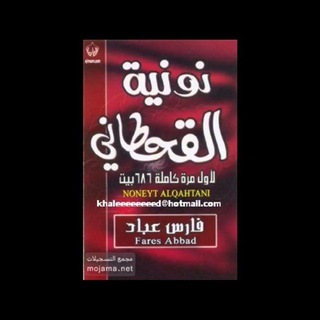 نونية
القحطاني
لأول مرة كاملة ٦٨٦ بيت
NONEYT ALQAHTANI
khaleeeeeeed@hotmail.com
فارس عباد
Fares Abbad
مجمع التسجيلات
mojama.net